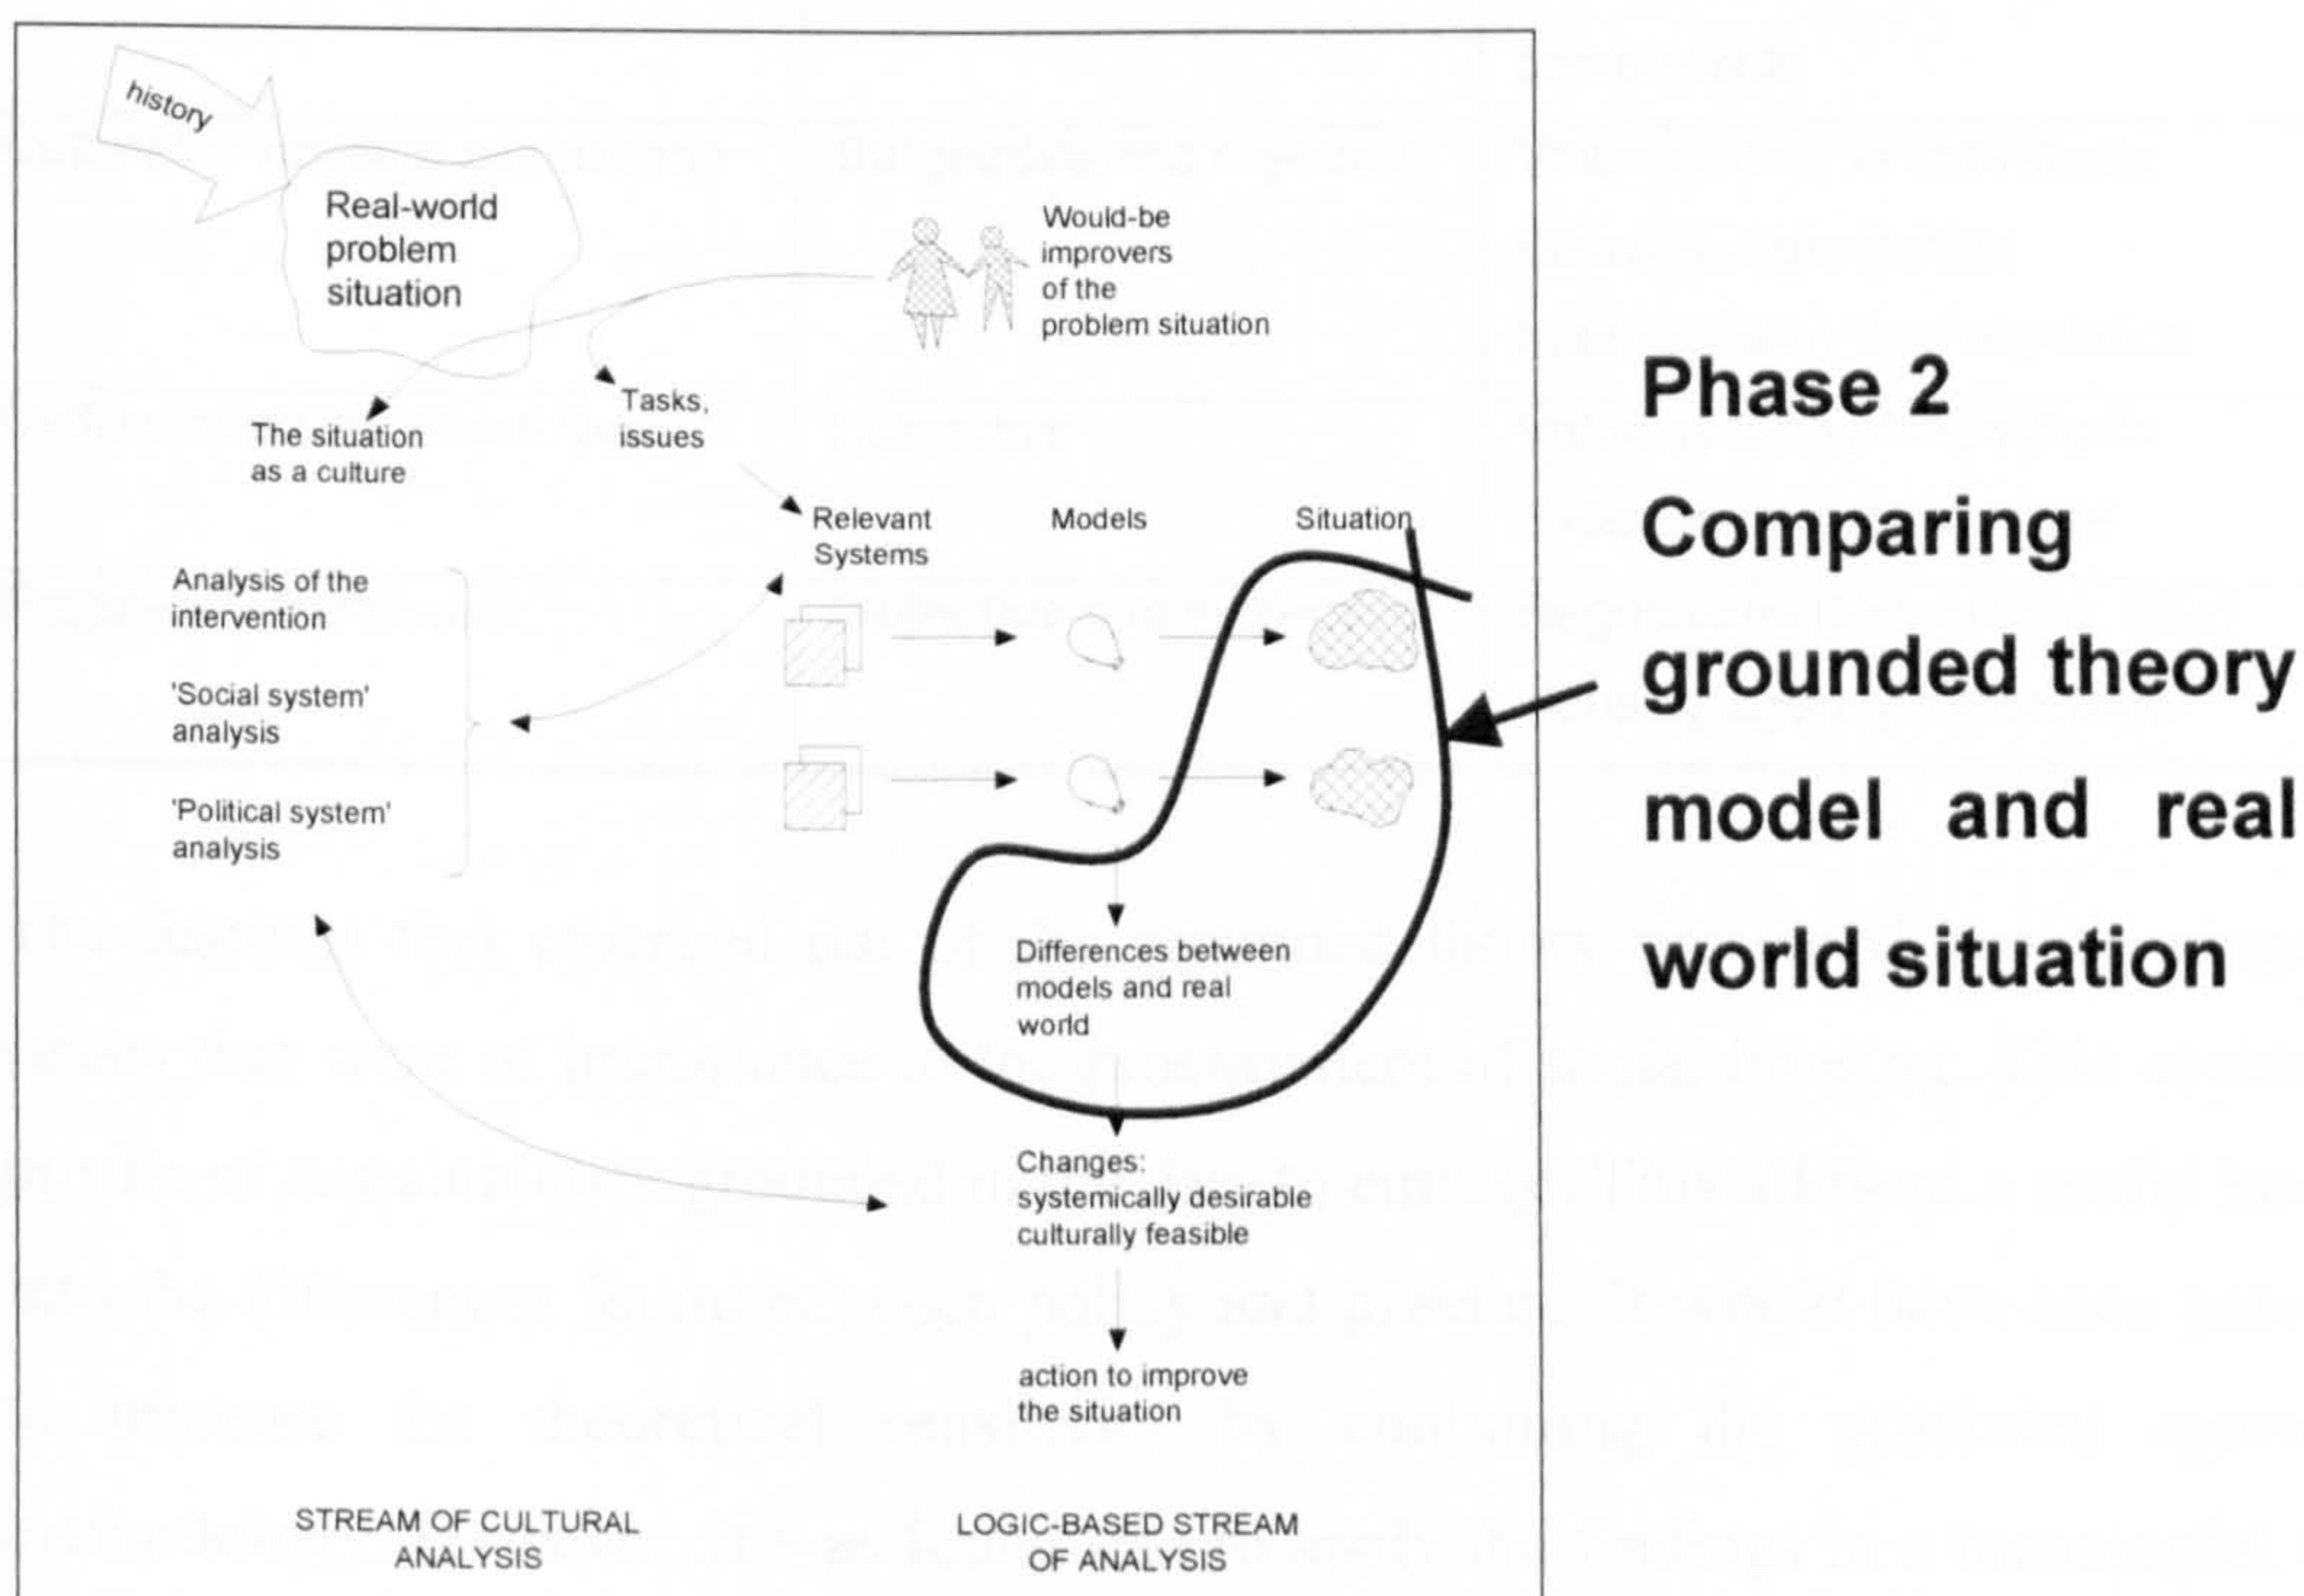 history
Real-world
problem
situation
Would-be
improvers
of the
problem situation
Tasks,
issues
The situation
as a culture
Relevant
Systems
Models
Situation
Analysis of the
intervention
'Social system'
analysis
'Political system'
analysis
Differences between
models and real
world
Changes:
systemically desirable
culturally feasible
action to improve
the situation
STREAM OF CULTURAL
ANALYSIS
LOGIC-BASED STREAM
OF ANALYSIS
Phase 2
Comparing
grounded theory
model and real
world situation